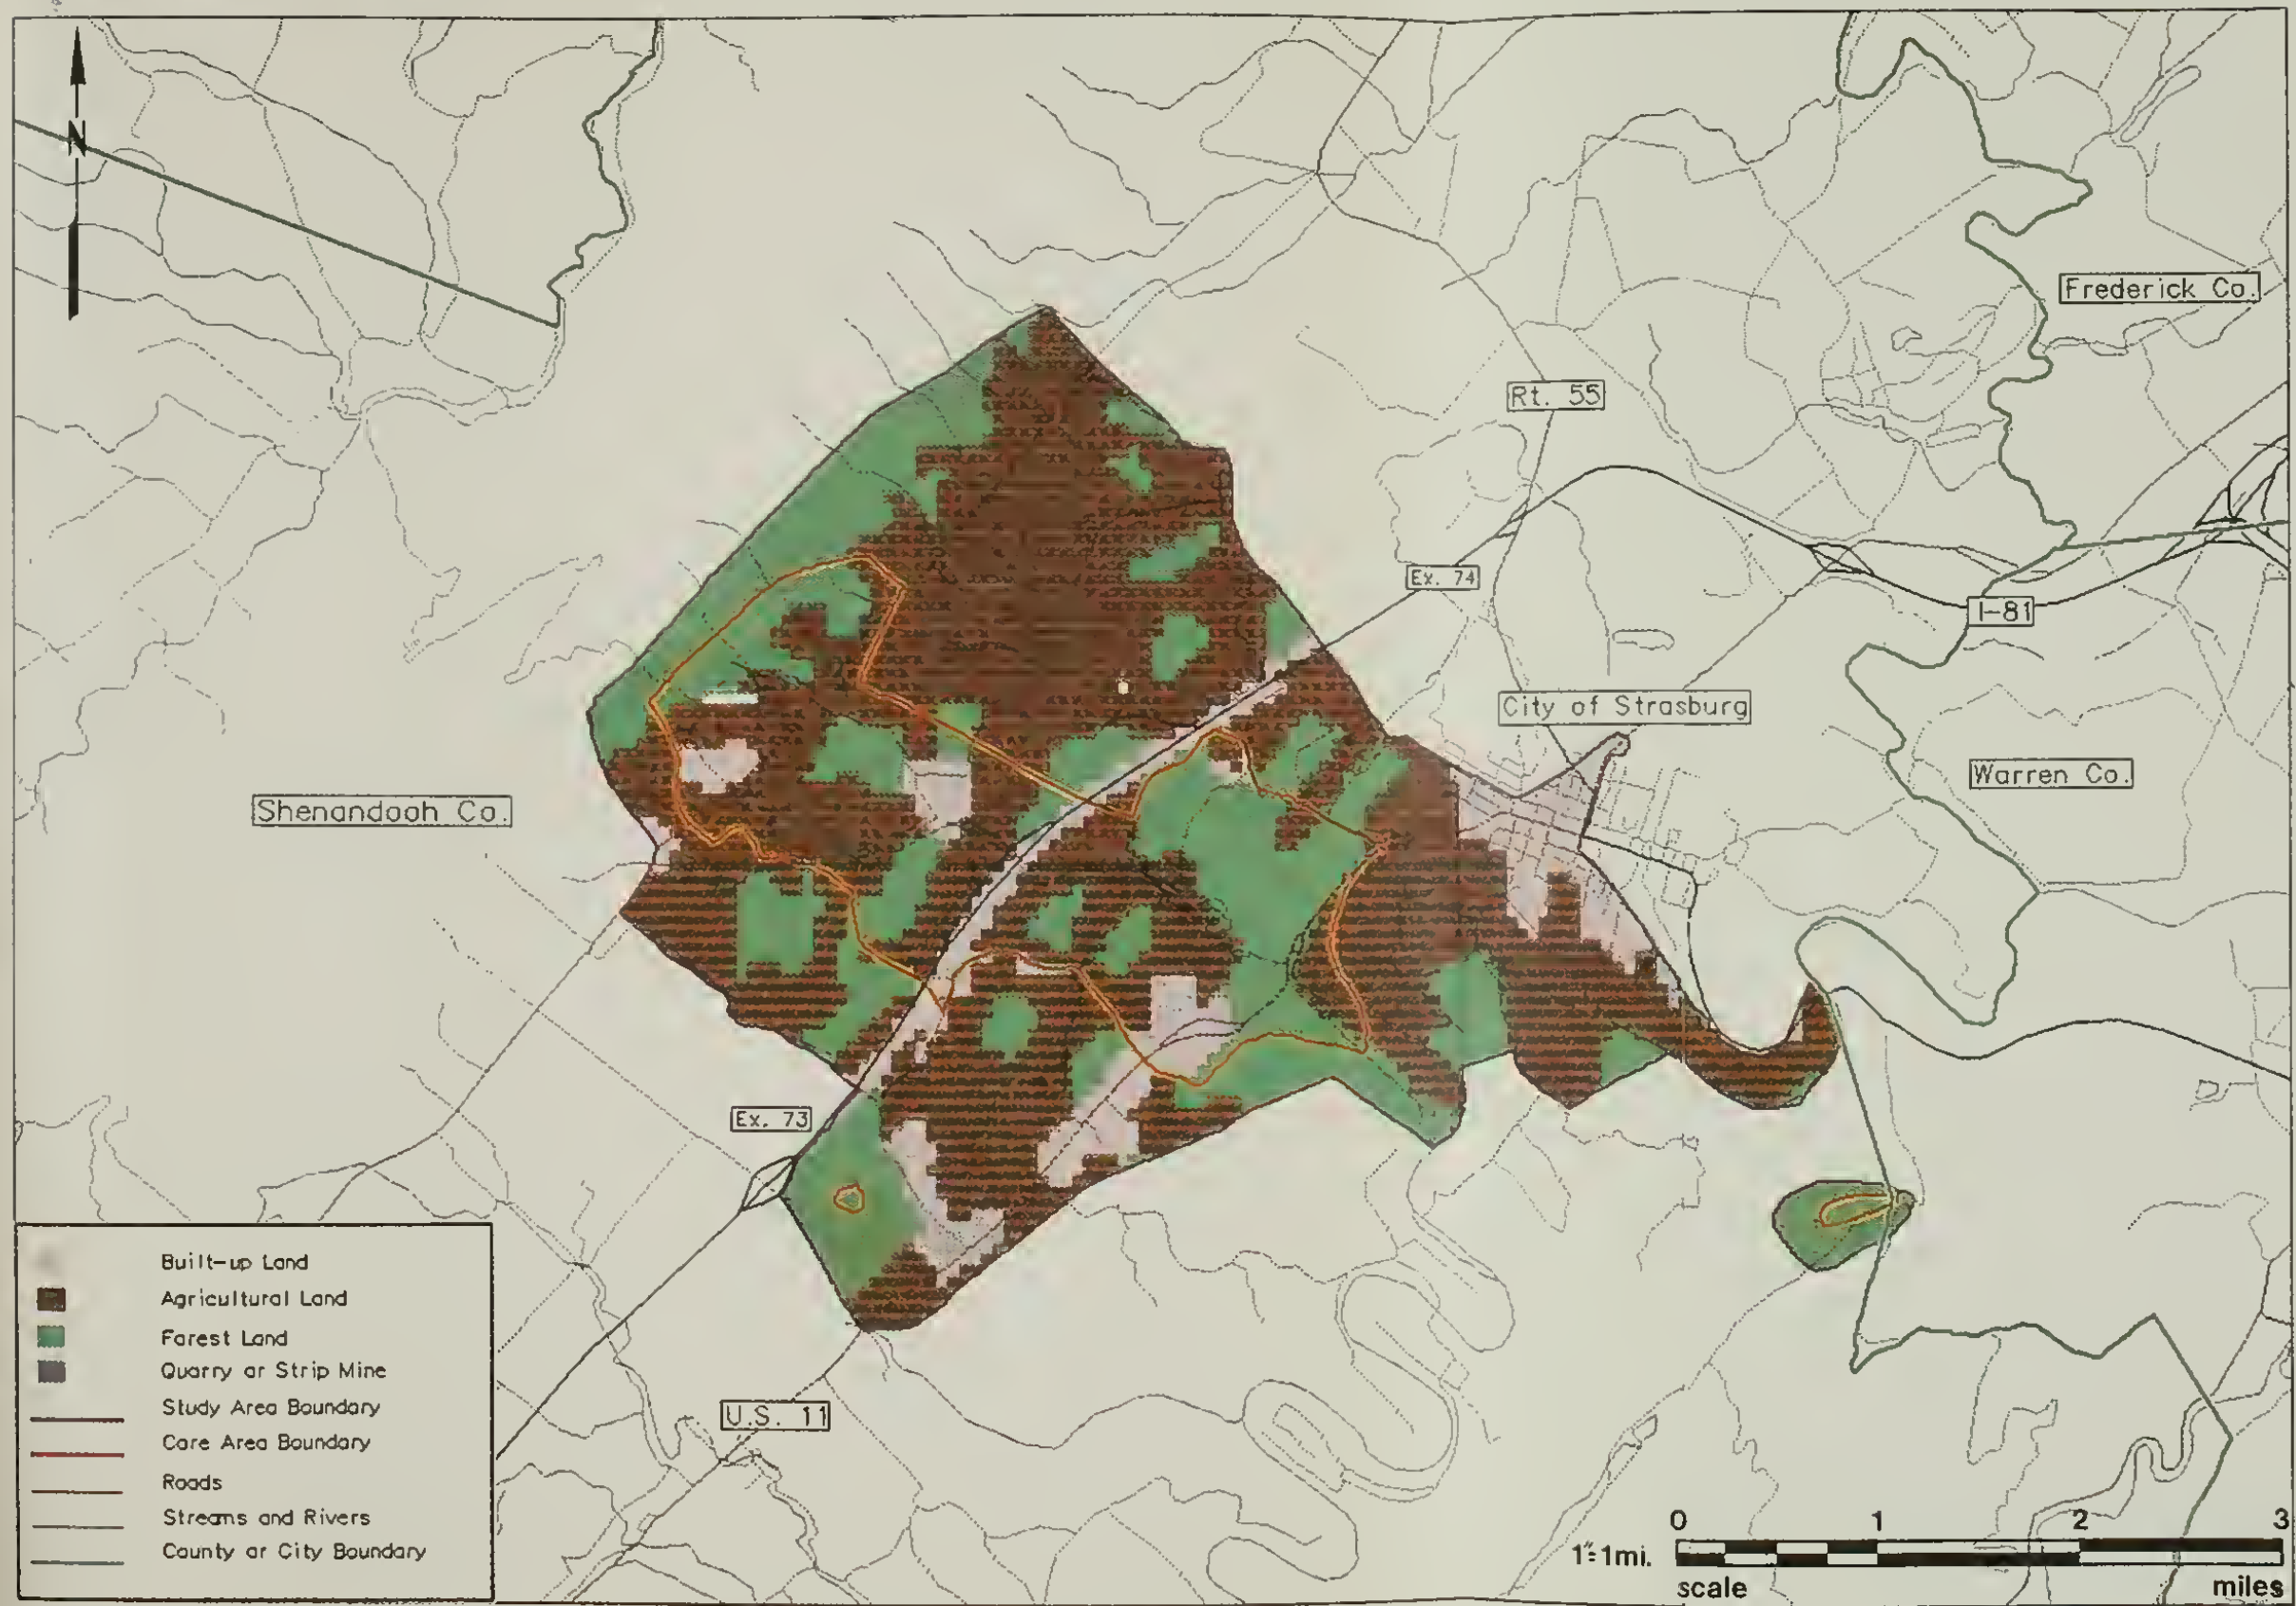 N
Frederick Co.
Rt. 55
Ex. 74
I-81
City of Strasburg
Warren Co.
Shenandoah Co.
Ex. 73
U.S. 11
Built-up Land
Agricultural Land
Forest Land
Quarry or Strip Mine
Study Area Boundary
Core Area Boundary
Roads
Streams and Rivers
County or City Boundary
0 1 2 3
1"=1mi.
scale miles